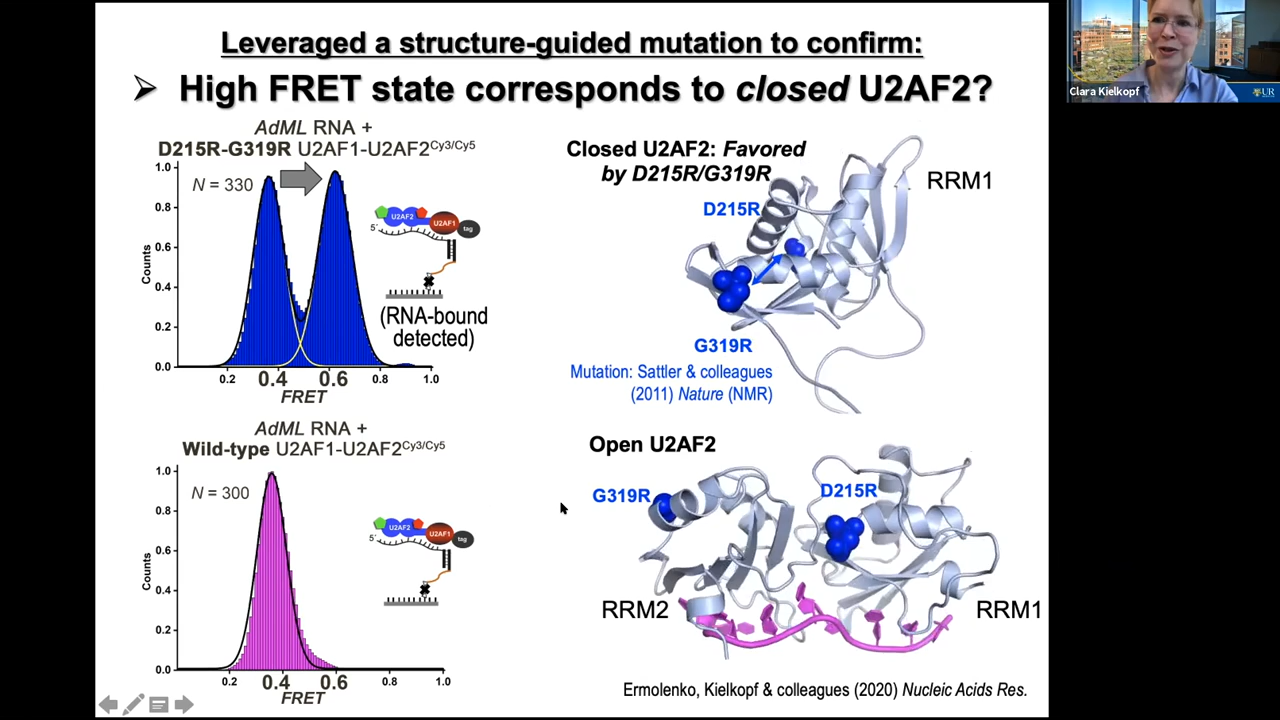 Leveraged a structure-guided mutation to confirm:
➢ High FRET state corresponds to closed U2AF2?
AdML RNA +
D215R-G319R U2AF1-U2AF2Cy3/Cy5
N = 330
1.0
0.8
0.6
0.4
0.2
0.0
Counts
0.2
0.4
0.6
0.8
1.0
FRET
U2AF2
U2AF1
tag
5´
(RNA-bound
detected)
AdML RNA +
Wild-type U2AF1-U2AF2Cy3/Cy5
N = 300
1.0
0.8
0.6
0.4
0.2
0.0
Counts
0.2
0.4
0.6
0.8
1.0
FRET
U2AF2
U2AF1
tag
5´
Closed U2AF2: Favored
by D215R/G319R
RRM1
D215R
G319R
Mutation: Sattler & colleagues
(2011) Nature (NMR)
Open U2AF2
G319R
D215R
RRM2
RRM1
Ermolenko, Kielkopf & colleagues (2020) Nucleic Acids Res.
Clara Kielkopf
UR